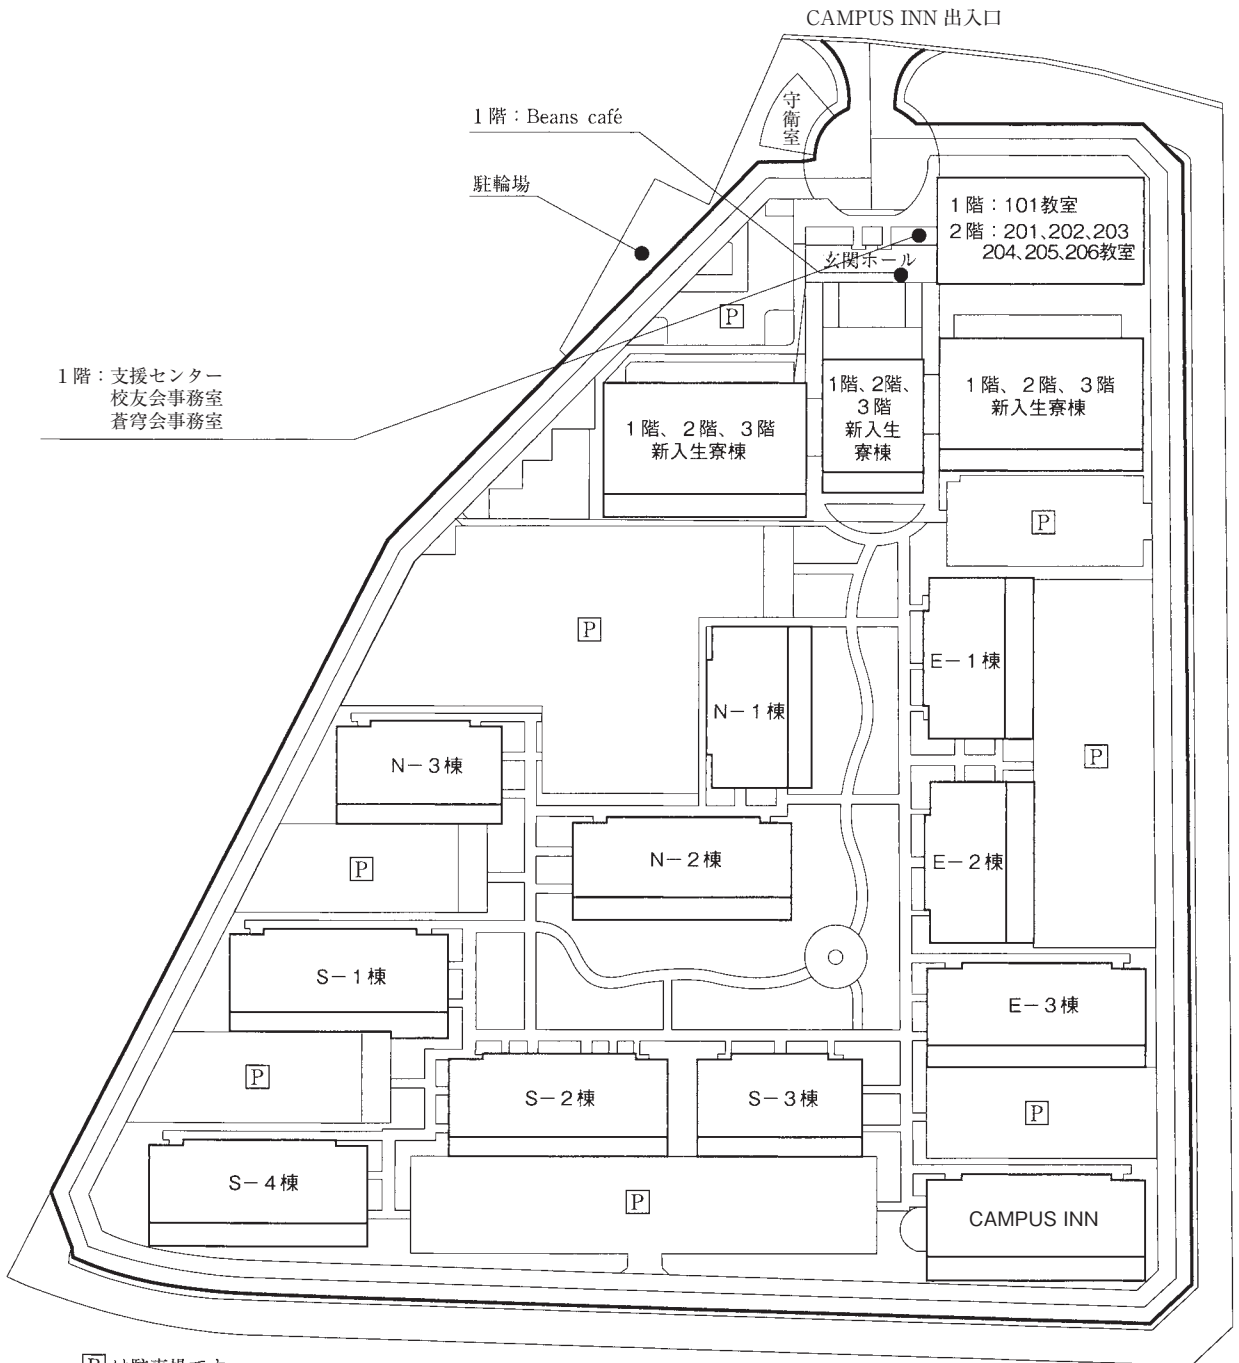 CAMPUS INN 出入口
守衛室
1階：Beans café
駐輪場
1階：101教室
2階：201、202、203
204、205、206教室
玄関ホール
P
1階：支援センター
校友会事務室
蒼穹会事務室
1階、2階、3階
新入生寮棟
1階、2階、
3階
新入生
寮棟
1階、2階、3階
新入生寮棟
P
P
E－1棟
N－1棟
P
N－3棟
N－2棟
E－2棟
P
S－1棟
E－3棟
P
S－2棟
S－3棟
P
S－4棟
P
CAMPUS INN